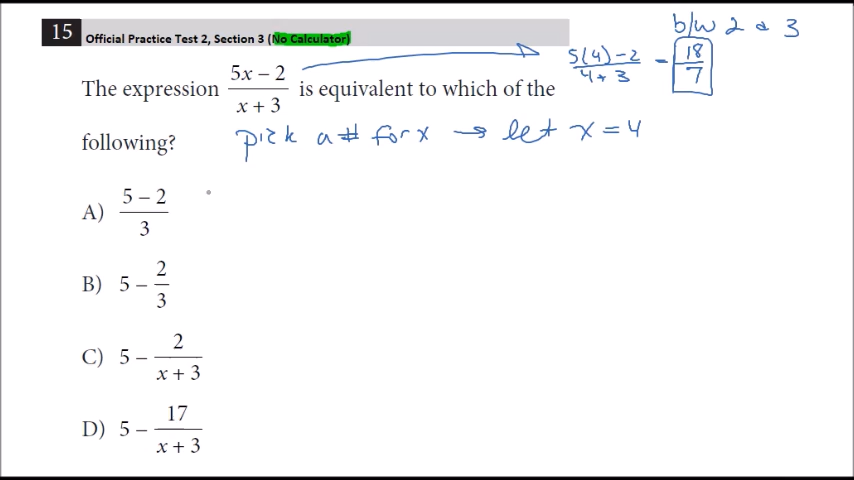 15 Official Practice Test 2, Section 3 (No Calculator)
b/w 2 & 3
The expression (5x − 2)/(x + 3) is equivalent to which of the
(5(4) − 2)/(4 + 3) = 18/7
following?
pick a # for x → let x = 4
A) (5 − 2)/3
B) 5 − 2/3
C) 5 − 2/(x + 3)
D) 5 − 17/(x + 3)